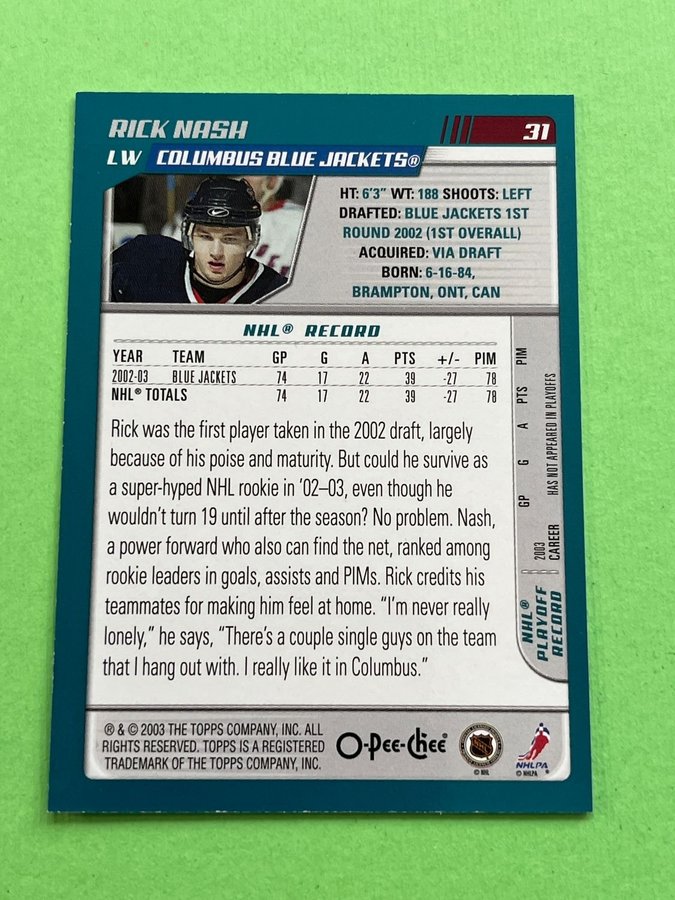 RICK NASH
31
LW COLUMBUS BLUE JACKETS®
HT: 6'3" WT: 188 SHOOTS: LEFT
DRAFTED: BLUE JACKETS 1ST
ROUND 2002 (1ST OVERALL)
ACQUIRED: VIA DRAFT
BORN: 6-16-84,
BRAMPTON, ONT, CAN
NHL® RECORD
YEAR TEAM GP G A PTS +/- PIM
2002-03 BLUE JACKETS 74 17 22 39 -27 78
NHL® TOTALS 74 17 22 39 -27 78
Rick was the first player taken in the 2002 draft, largely
because of his poise and maturity. But could he survive as
a super-hyped NHL rookie in '02–03, even though he
wouldn't turn 19 until after the season? No problem. Nash,
a power forward who also can find the net, ranked among
rookie leaders in goals, assists and PIMs. Rick credits his
teammates for making him feel at home. "I'm never really
lonely," he says, "There's a couple single guys on the team
that I hang out with. I really like it in Columbus."
NHL®
PLAYOFF
RECORD
GP G A PTS PIM
2003
CAREER HAS NOT APPEARED IN PLAYOFFS
® & © 2003 THE TOPPS COMPANY, INC. ALL
RIGHTS RESERVED. TOPPS IS A REGISTERED
TRADEMARK OF THE TOPPS COMPANY, INC.
O-Pee-Chee®
NHL
© NHL
NHLPA
© NHLPA